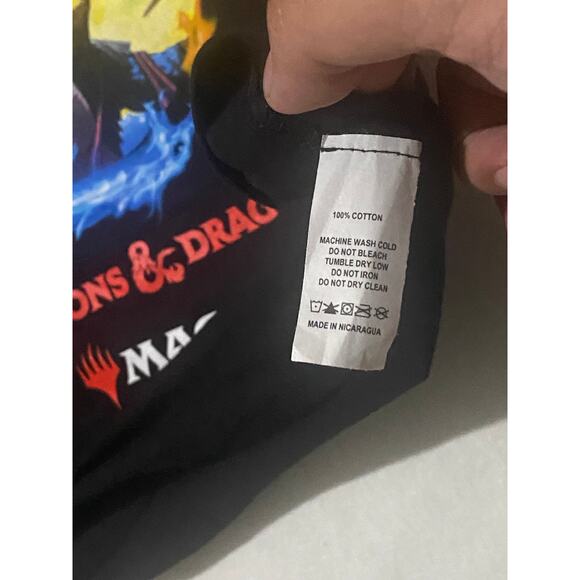 ONS & DRAG
MA
100% COTTON
MACHINE WASH COLD
DO NOT BLEACH
TUMBLE DRY LOW
DO NOT IRON
DO NOT DRY CLEAN
MADE IN NICARAGUA